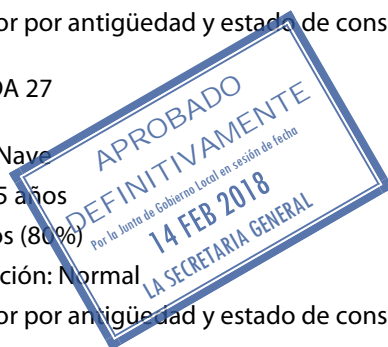 or por antigüedad y estado de cons
DA 27
Nave
5 años
os (80%)
ción: Normal
or por antigüedad y estado de cons
APROBADO
DEFINITIVAMENTE
Por la Junta de Gobierno Local en sesión de fecha
14 FEB 2018
LA SECRETARIA GENERAL